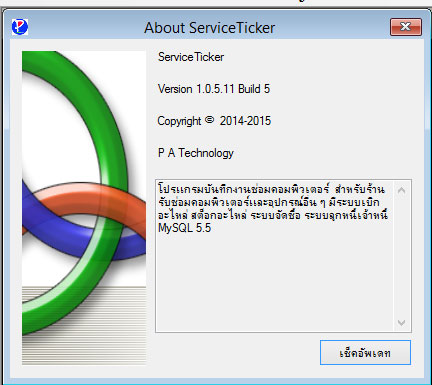 About ServiceTicker
ServiceTicker
Version 1.0.5.11 Build 5
Copyright © 2014-2015
P A Technology
โปรแกรมบันทึกงานซ่อมคอมพิวเตอร์ สำหรับร้าน
รับซ่อมคอมพิวเตอร์และอุปกรณ์อื่น ๆ มีระบบเบิก
อะไหล่ สต็อกอะไหล่ ระบบจัดซื้อ ระบบลูกหนี้เจ้าหนี้
MySQL 5.5
เช็คอัพเดท